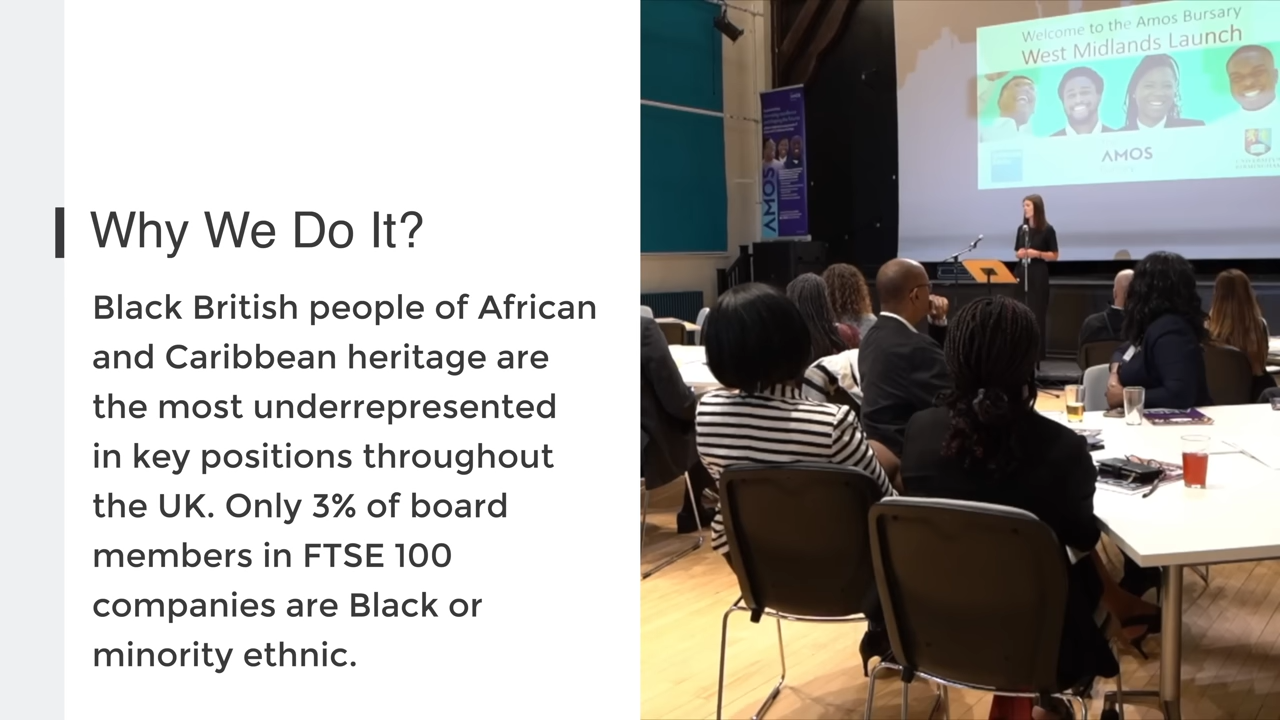 Why We Do It?
Black British people of African
and Caribbean heritage are
the most underrepresented
in key positions throughout
the UK. Only 3% of board
members in FTSE 100
companies are Black or
minority ethnic.
Welcome to the Amos Bursary
West Midlands Launch
AMOS
AMOS